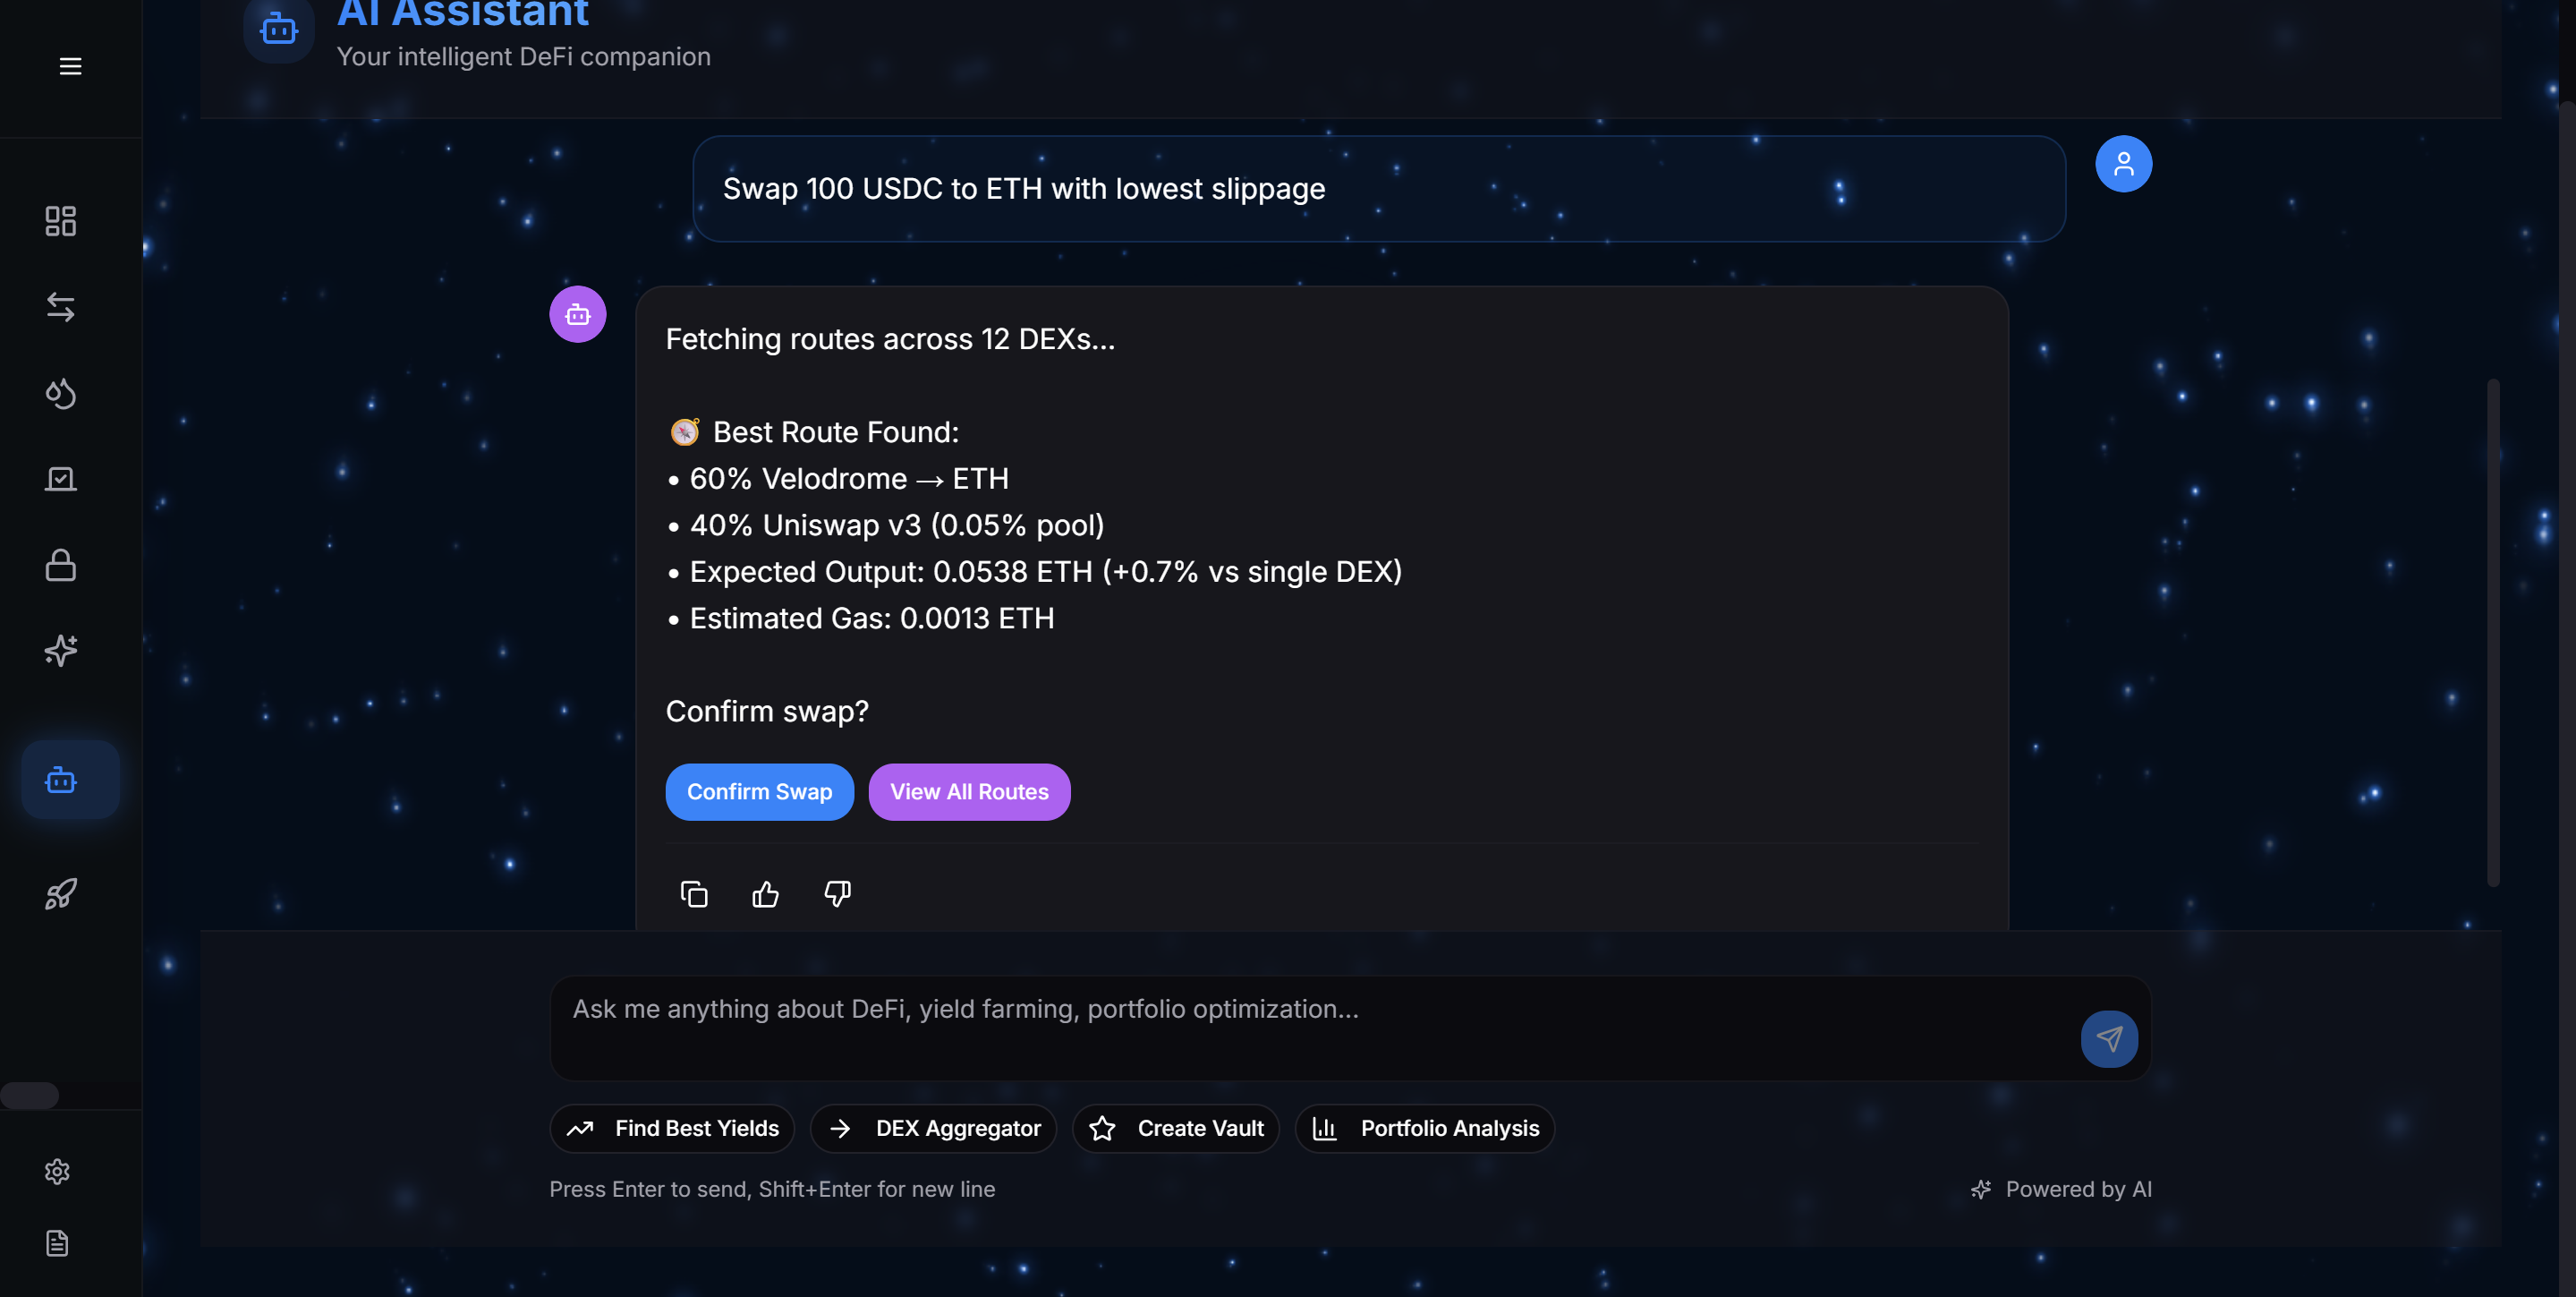 AI Assistant
Your intelligent DeFi companion
Swap 100 USDC to ETH with lowest slippage
Fetching routes across 12 DEXs...
🧭 Best Route Found:
• 60% Velodrome → ETH
• 40% Uniswap v3 (0.05% pool)
• Expected Output: 0.0538 ETH (+0.7% vs single DEX)
• Estimated Gas: 0.0013 ETH
Confirm swap?
Confirm Swap View All Routes
Ask me anything about DeFi, yield farming, portfolio optimization...
Find Best Yields DEX Aggregator Create Vault Portfolio Analysis
Press Enter to send, Shift+Enter for new line Powered by AI